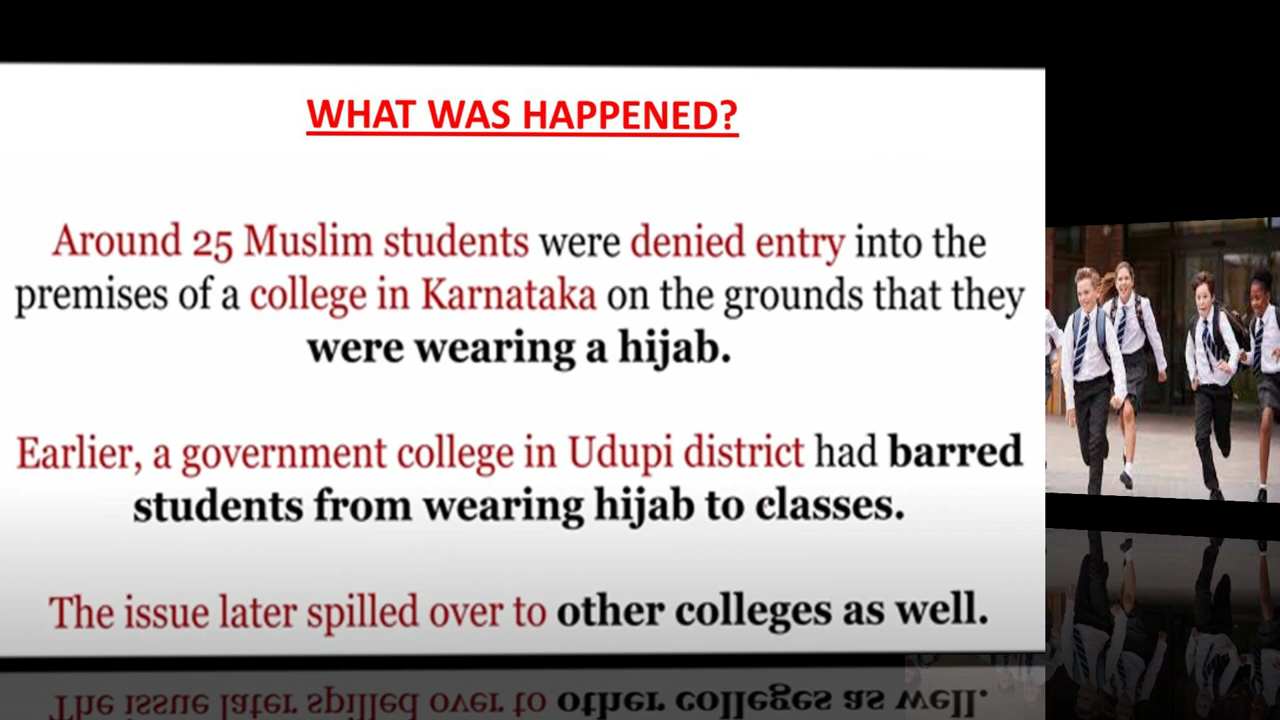 WHAT WAS HAPPENED?
Around 25 Muslim students were denied entry into the
premises of a college in Karnataka on the grounds that they
were wearing a hijab.
Earlier, a government college in Udupi district had barred
students from wearing hijab to classes.
The issue later spilled over to other colleges as well.